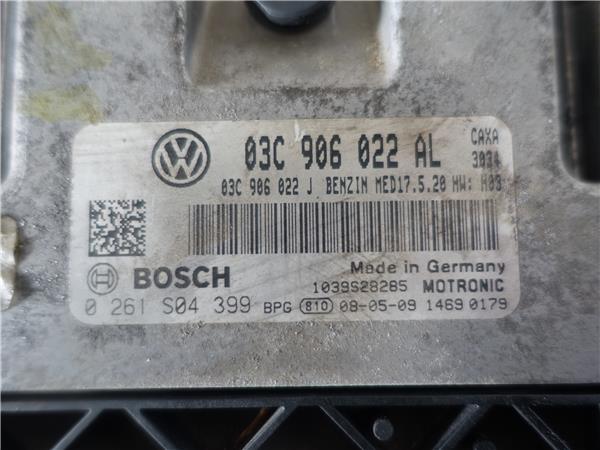 VW
03C 906 022 AL CAXA
3034
03C 906 022 J BENZIN MED17.5.20 HW: H03
BOSCH
Made in Germany
1039S28285 MOTRONIC
0 261 S04 399 BPG 810 08-05-09 1469 0179